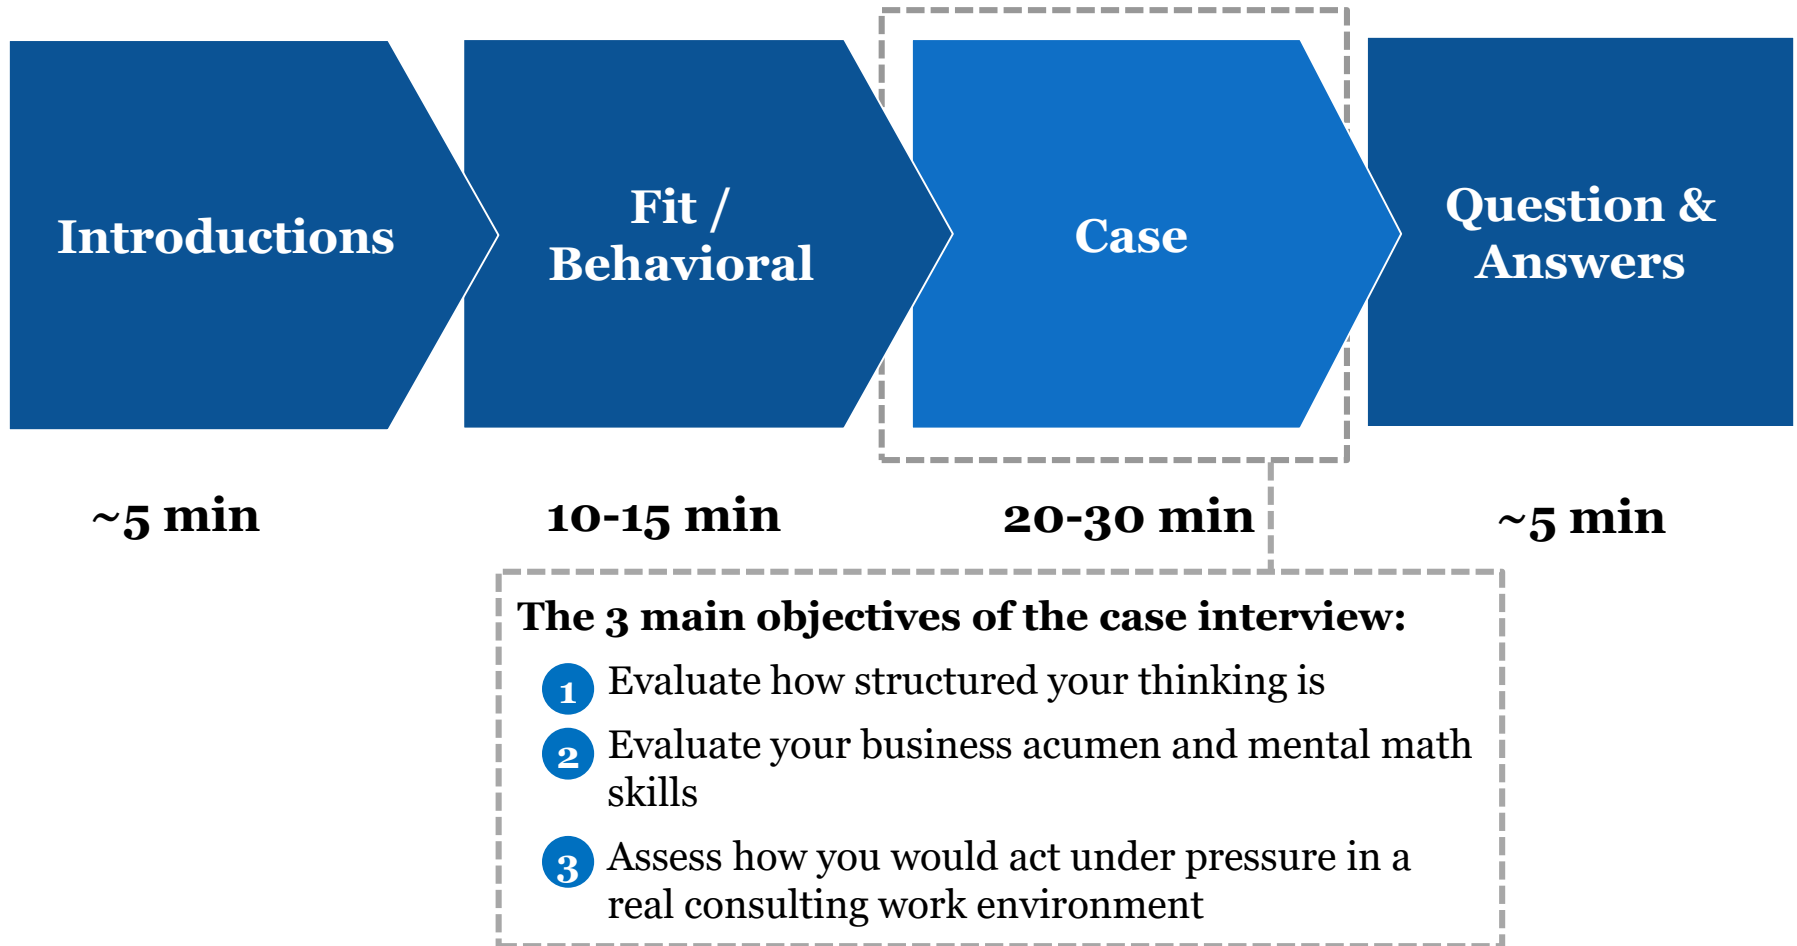 Introductions
Fit /
Behavioral
Case
Question &
Answers
~5 min
10-15 min
20-30 min
~5 min
The 3 main objectives of the case interview:
1 Evaluate how structured your thinking is
2 Evaluate your business acumen and mental math
skills
3 Assess how you would act under pressure in a
real consulting work environment